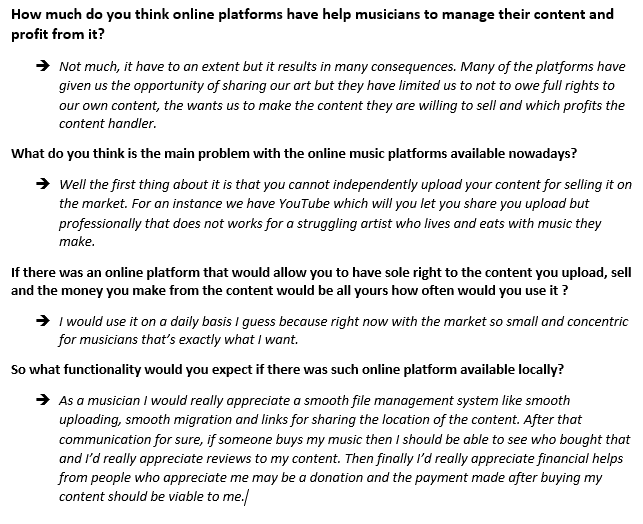 How much do you think online platforms have help musicians to manage their content and
profit from it?
→ Not much, it have to an extent but it results in many consequences. Many of the platforms have
given us the opportunity of sharing our art but they have limited us to not to owe full rights to
our own content, the wants us to make the content they are willing to sell and which profits the
content handler.
What do you think is the main problem with the online music platforms available nowadays?
→ Well the first thing about it is that you cannot independently upload your content for selling it on
the market. For an instance we have YouTube which will you let you share you upload but
professionally that does not works for a struggling artist who lives and eats with music they
make.
If there was an online platform that would allow you to have sole right to the content you upload, sell
and the money you make from the content would be all yours how often would you use it ?
→ I would use it on a daily basis I guess because right now with the market so small and concentric
for musicians that's exactly what I want.
So what functionality would you expect if there was such online platform available locally?
→ As a musician I would really appreciate a smooth file management system like smooth
uploading, smooth migration and links for sharing the location of the content. After that
communication for sure, if someone buys my music then I should be able to see who bought that
and I'd really appreciate reviews to my content. Then finally I'd really appreciate financial helps
from people who appreciate me may be a donation and the payment made after buying my
content should be viable to me.